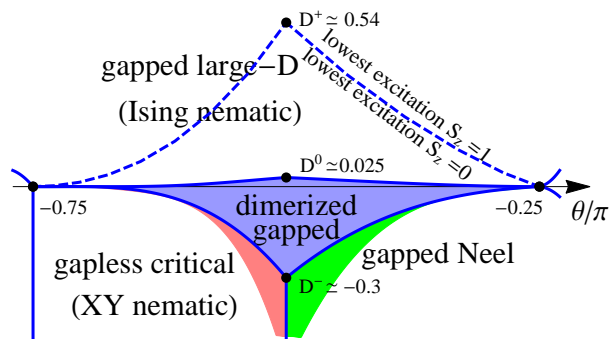 D⁺ ≃ 0.54
gapped large−D
(Ising nematic)
lowest excitation S_z=1
lowest excitation S_z=0
D⁰ ≃ 0.025
−0.75
−0.25
θ/π
dimerized
gapped
gapless critical
(XY nematic)
gapped Neel
D⁻ ≃ −0.3